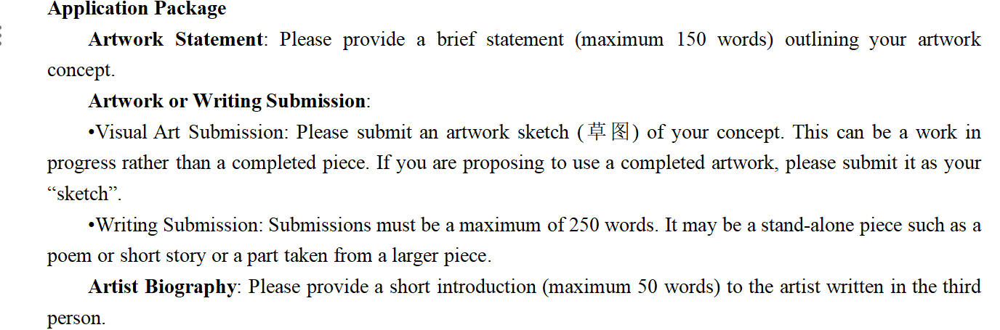 Application Package
Artwork Statement: Please provide a brief statement (maximum 150 words) outlining your artwork
concept.
Artwork or Writing Submission:
•Visual Art Submission: Please submit an artwork sketch (草图) of your concept. This can be a work in
progress rather than a completed piece. If you are proposing to use a completed artwork, please submit it as your
“sketch”.
•Writing Submission: Submissions must be a maximum of 250 words. It may be a stand-alone piece such as a
poem or short story or a part taken from a larger piece.
Artist Biography: Please provide a short introduction (maximum 50 words) to the artist written in the third
person.